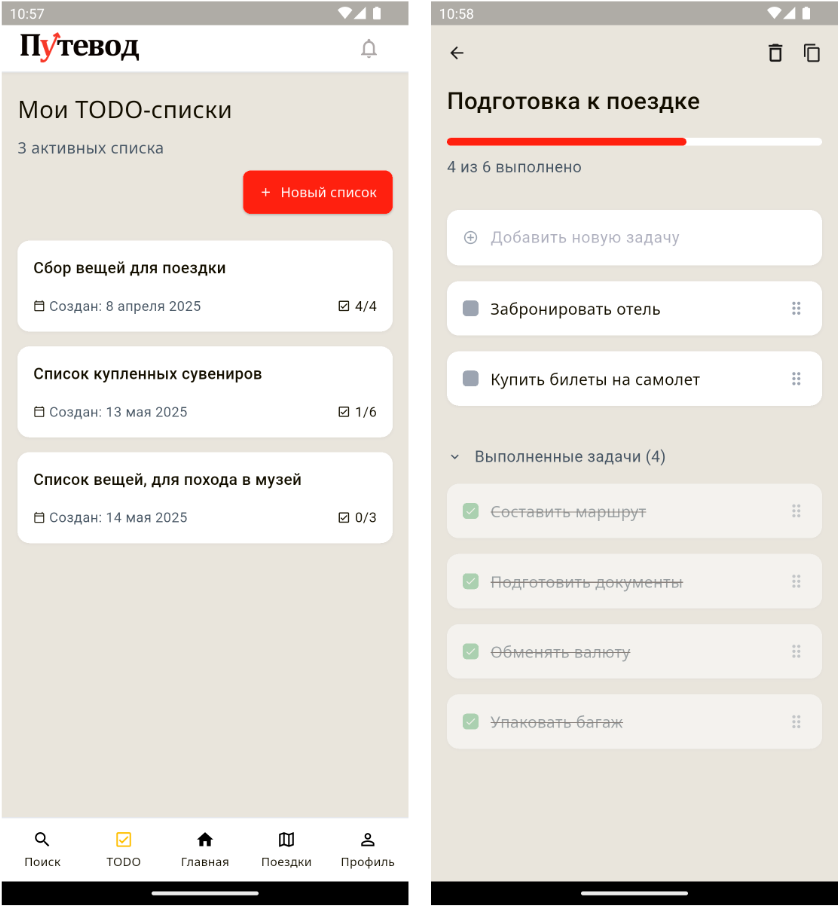 10:57
Путевод
Мои TODO-списки
3 активных списка
+ Новый список
Сбор вещей для поездки
Создан: 8 апреля 2025
4/4
Список купленных сувениров
Создан: 13 мая 2025
1/6
Список вещей, для похода в музей
Создан: 14 мая 2025
0/3
Поиск
TODO
Главная
Поездки
Профиль
10:58
Подготовка к поездке
4 из 6 выполнено
Добавить новую задачу
Забронировать отель
Купить билеты на самолет
Выполненные задачи (4)
Составить маршрут
Подготовить документы
Обменять валюту
Упаковать багаж